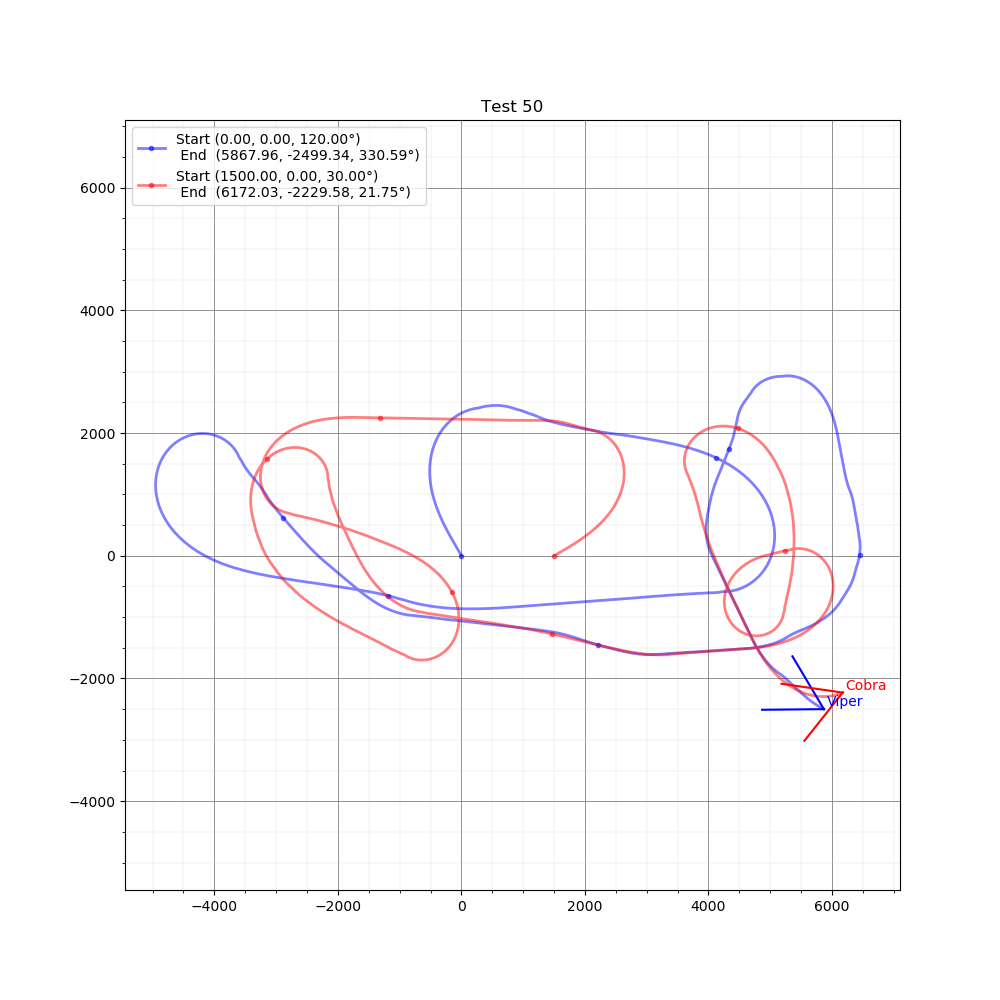 Test 50
Start (0.00, 0.00, 120.00°)
End (5867.96, -2499.34, 330.59°)
Start (1500.00, 0.00, 30.00°)
End (6172.03, -2229.58, 21.75°)
6000
4000
2000
0
−2000
−4000
Cobra
Viper
−4000 −2000 0 2000 4000 6000